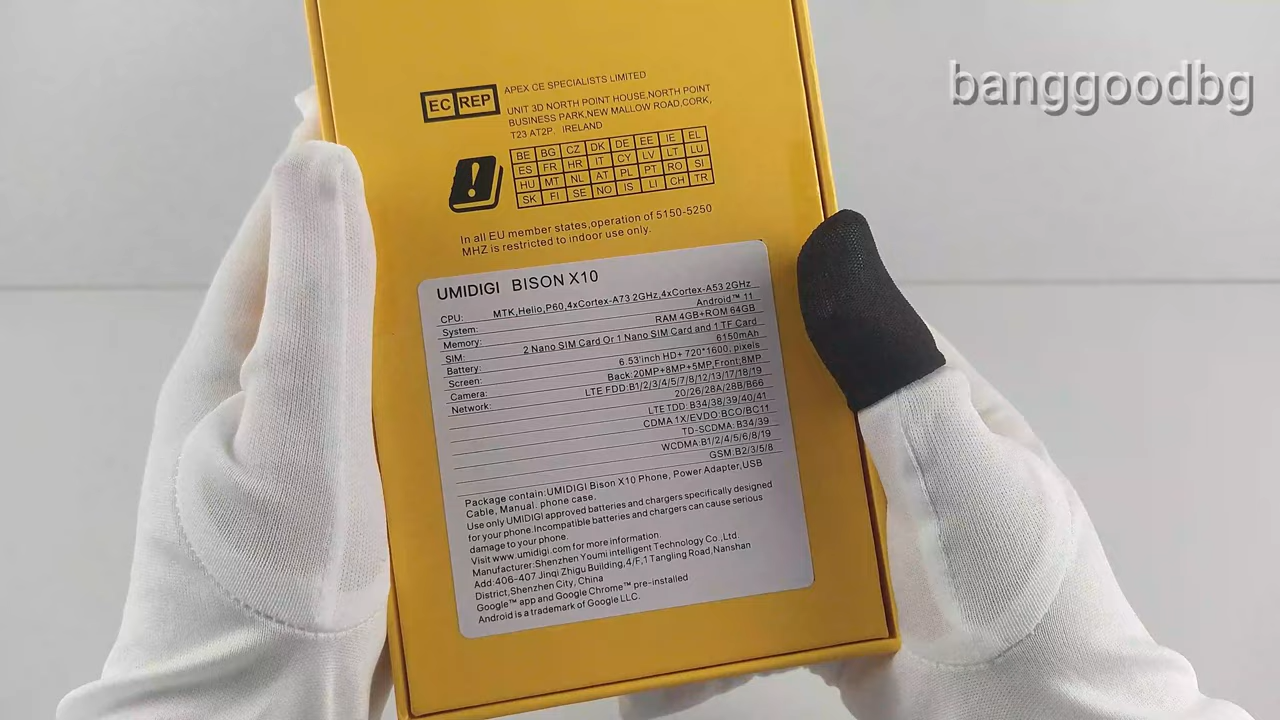 banggoodbg
EC REP
APEX CE SPECIALISTS LIMITED
UNIT 3D NORTH POINT HOUSE,NORTH POINT
BUSINESS PARK,NEW MALLOW ROAD,CORK,
T23 AT2P. IRELAND
BE BG CZ DK DE EE IE EL
ES FR HR IT CY LV LT LU
HU MT NL AT PL PT RO SI
SK FI SE NO IS LI CH TR
In all EU member states,operation of 5150-5250
MHZ is restricted to indoor use only.
UMIDIGI BISON X10
CPU: MTK,Helio,P60,4xCortex-A73 2GHz,4xCortex-A53 2GHz
System: Android™ 11
Memory: RAM 4GB+ROM 64GB
SIM: 2 Nano SIM Card Or 1 Nano SIM Card and 1 TF Card
Battery: 6150mAh
Screen: 6.53'inch HD+ 720*1600, pixels
Camera: Back:20MP+8MP+5MP,Front:8MP
Network: LTE FDD:B1/2/3/4/5/7/8/12/13/17/18/19
20/26/28A/28B/B66
LTE TDD: B34/38/39/40/41
CDMA 1X/EVDO: BCO/BC11
TD-SCDMA: B34/39
WCDMA:B1/2/4/5/6/8/19
GSM:B2/3/5/8
Package contain:UMIDIGI Bison X10 Phone, Power Adapter,USB
Cable, Manual. phone case.
Use only UMIDIGI approved batteries and chargers specifically designed
for your phone.Incompatible batteries and chargers can cause serious
damage to your phone.
Visit www.umidigi.com for more information.
Manufacturer:Shenzhen Youmi intelligent Technology Co.,Ltd.
Add:406-407 Jinqi Zhigu Building,4/F,1 Tangling Road,Nanshan
District,Shenzhen City, China
Google™ app and Google Chrome™ pre-installed
Android is a trademark of Google LLC.